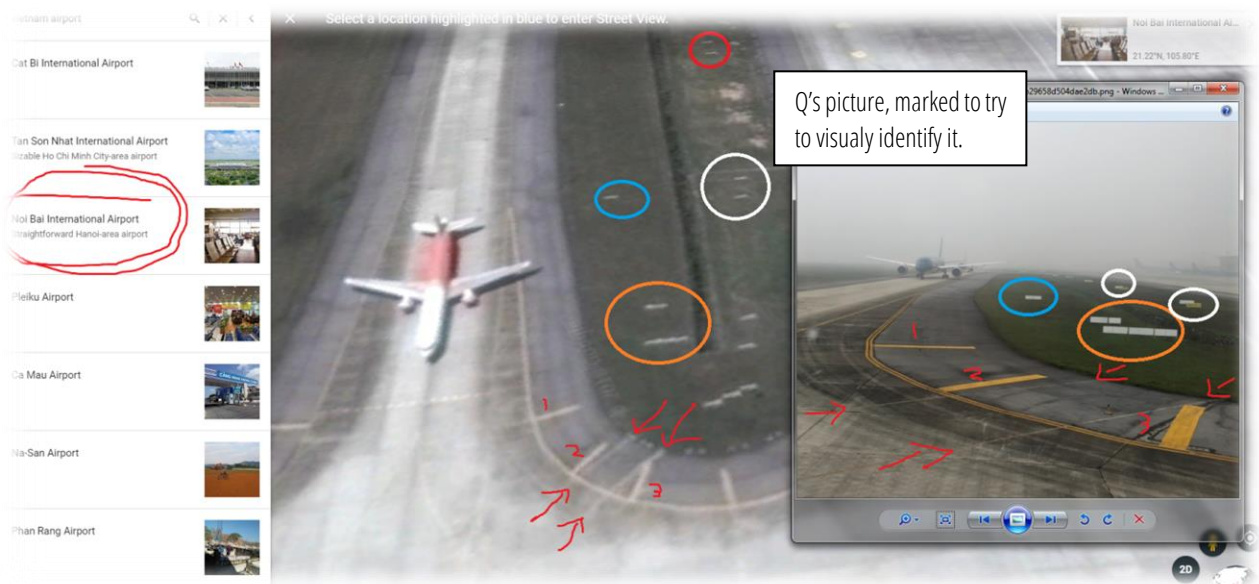 airport
Cat Bi International Airport
Tan Son Nhat International Airport
Sizable Ho Chi Minh City-area airport
Noi Bai International Airport
Straightforward Hanoi-area airport
Pleiku Airport
Ca Mau Airport
Na-San Airport
Phan Rang Airport
Select a location highlighted in blue to enter Street View.
Noi Bai International Ai...
21.22°N, 105.80°E
29658d504dae2db.png - Windows ...
Q's picture, marked to try
to visualy identify it.
1
2
3
1
2
3
2D